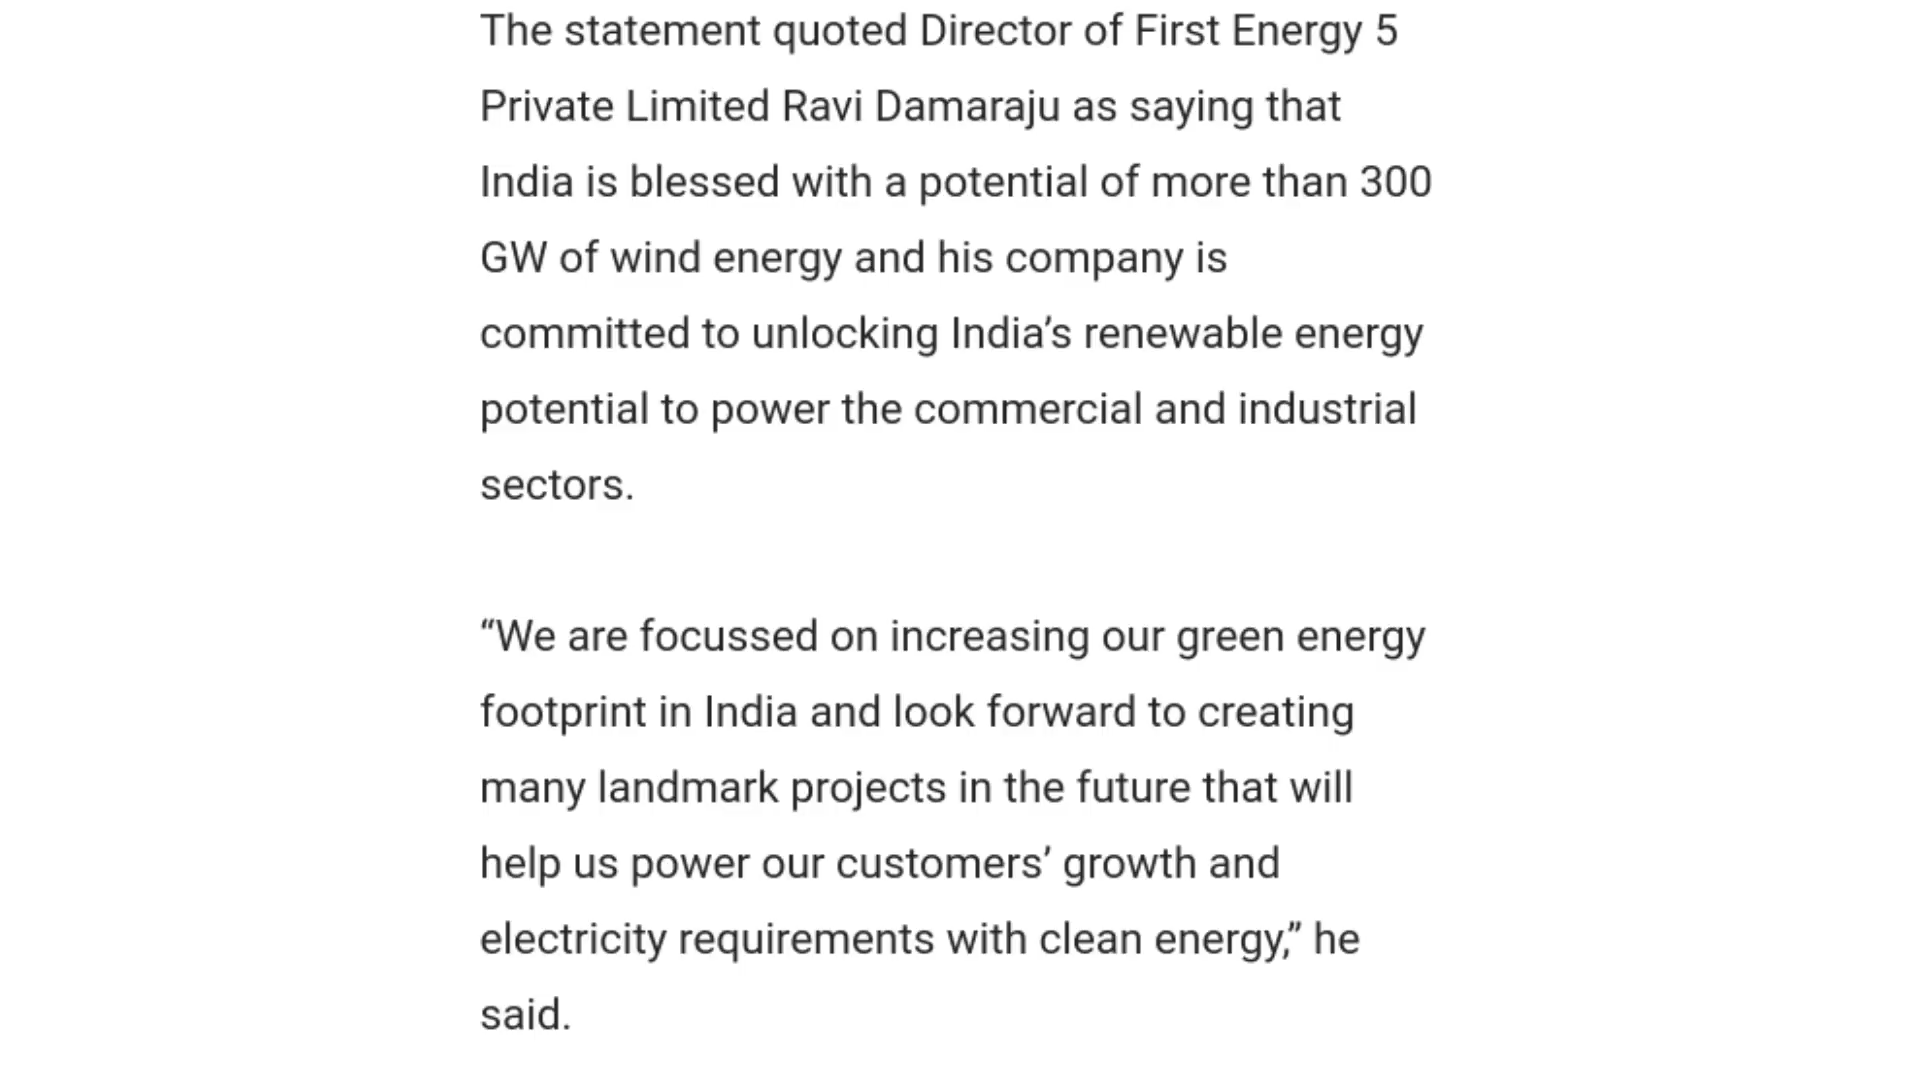 The statement quoted Director of First Energy 5
Private Limited Ravi Damaraju as saying that
India is blessed with a potential of more than 300
GW of wind energy and his company is
committed to unlocking India’s renewable energy
potential to power the commercial and industrial
sectors.
“We are focussed on increasing our green energy
footprint in India and look forward to creating
many landmark projects in the future that will
help us power our customers’ growth and
electricity requirements with clean energy,” he
said.